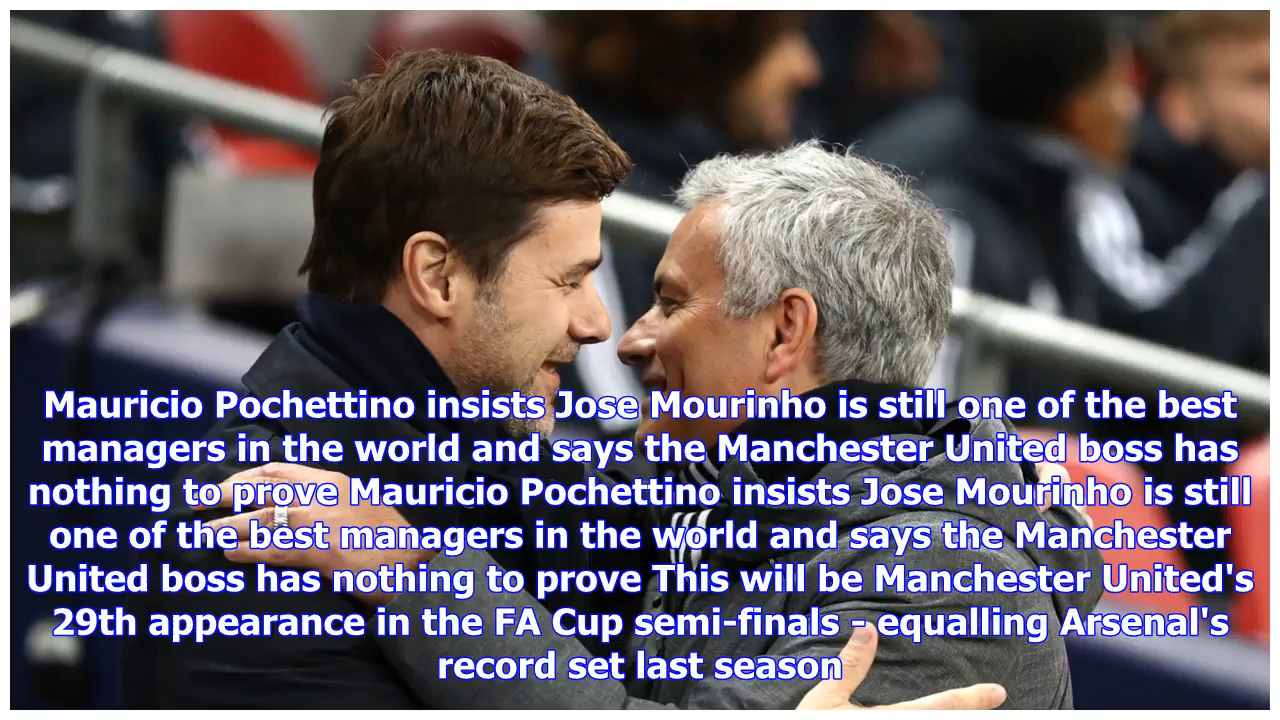 Mauricio Pochettino insists Jose Mourinho is still one of the best
managers in the world and says the Manchester United boss has
nothing to prove Mauricio Pochettino insists Jose Mourinho is still
one of the best managers in the world and says the Manchester
United boss has nothing to prove This will be Manchester United's
29th appearance in the FA Cup semi-finals - equalling Arsenal's
record set last season